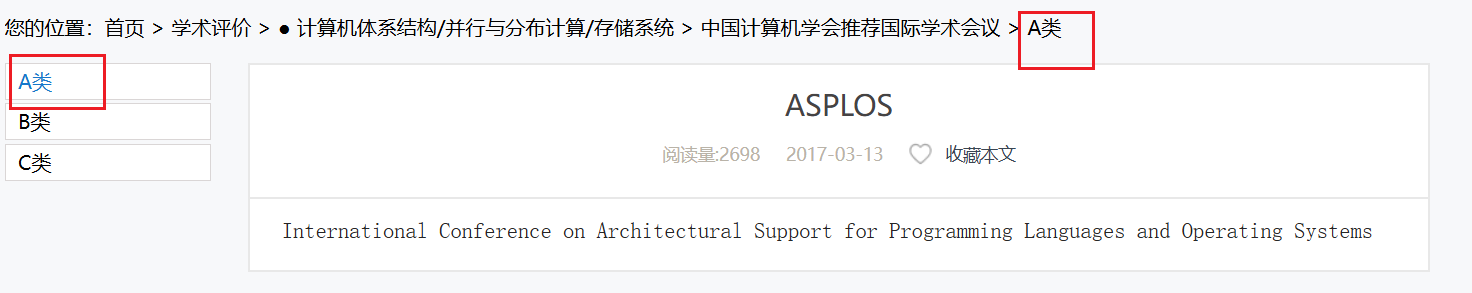 您的位置：首页 > 学术评价 > ● 计算机体系结构/并行与分布计算/存储系统 > 中国计算机学会推荐国际学术会议 > A类
A类
B类
C类
ASPLOS
阅读量:2698 2017-03-13 收藏本文
International Conference on Architectural Support for Programming Languages and Operating Systems